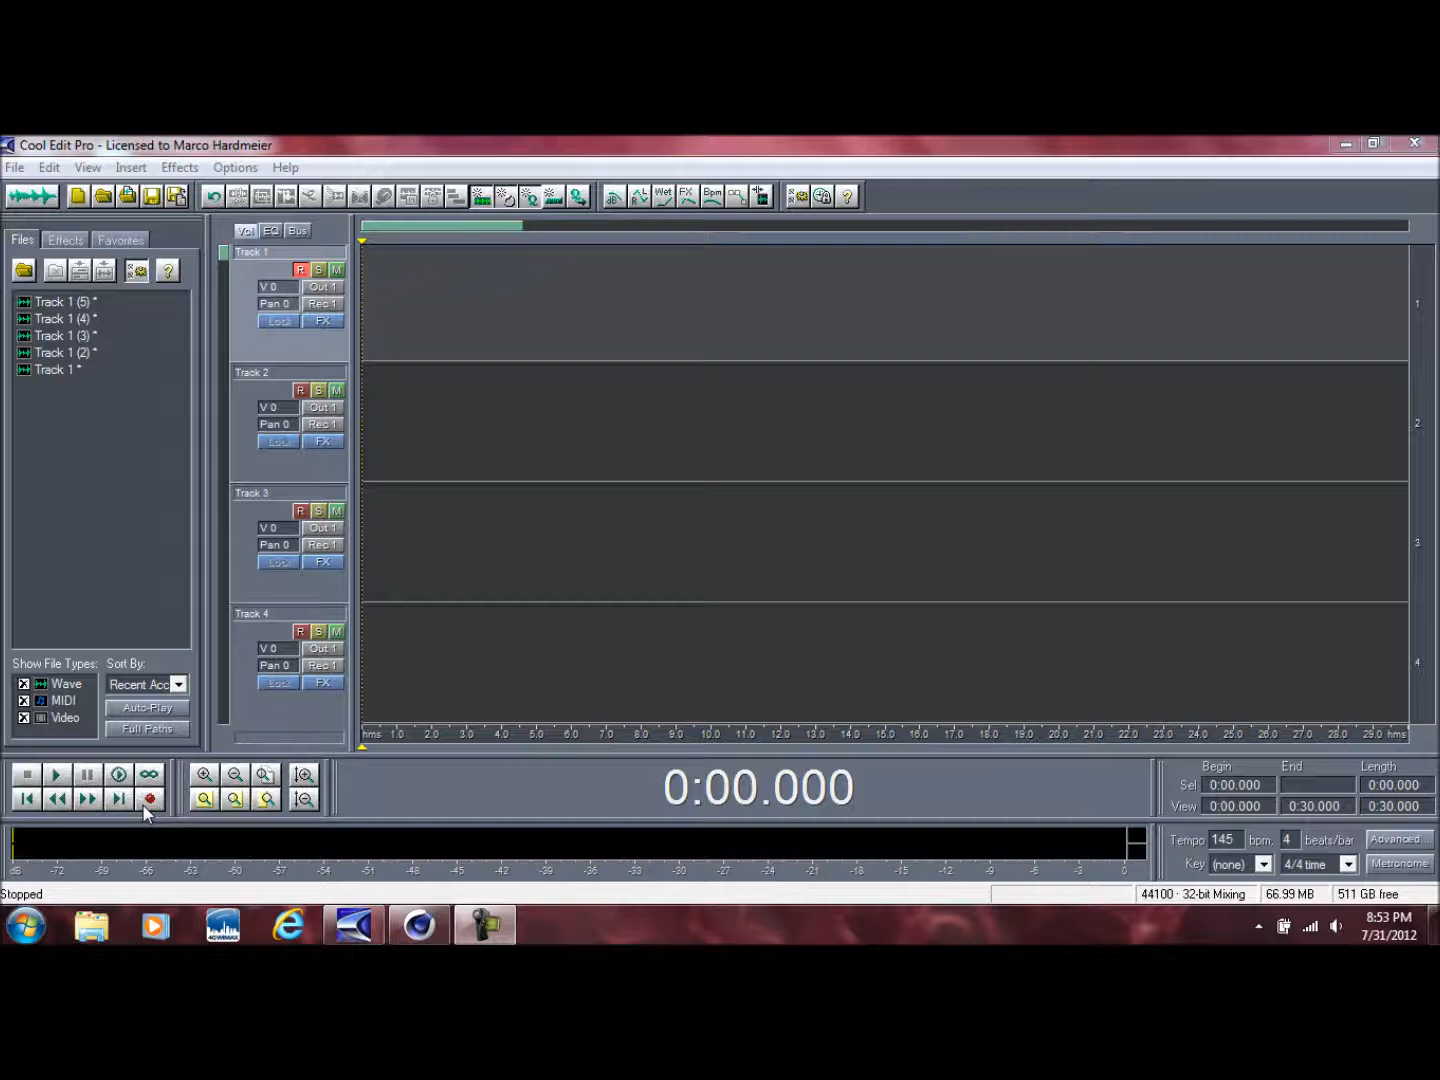 Cool Edit Pro - Licensed to Marco Hardmeier
File Edit View Insert Effects Options Help
Wet FX Bpm
Files Effects Favorites
Vol EQ Bus
Track 1 (5) *
Track 1 (4) *
Track 1 (3) *
Track 1 (2) *
Track 1 *
Show File Types: Sort By:
Wave
MIDI
Video
Recent Acc
Auto-Play
Full Paths
Track 1
R S M
V 0 Out 1
Pan 0 Rec 1
Lock FX
1
Track 2
R S M
V 0 Out 1
Pan 0 Rec 1
Lock FX
2
Track 3
R S M
V 0 Out 1
Pan 0 Rec 1
Lock FX
3
Track 4
R S M
V 0 Out 1
Pan 0 Rec 1
Lock FX
4
hms 1.0 2.0 3.0 4.0 5.0 6.0 7.0 8.0 9.0 10.0 11.0 12.0 13.0 14.0 15.0 16.0 17.0 18.0 19.0 20.0 21.0 22.0 23.0 24.0 25.0 26.0 27.0 28.0 29.0 hms
0:00.000
Begin End Length
Sel 0:00.000 0:00.000
View 0:00.000 0:30.000 0:30.000
Tempo 145 bpm, 4 beats/bar Advanced...
Key (none) 4/4 time Metronome
dB -72 -69 -66 -63 -60 -57 -54 -51 -48 -45 -42 -39 -36 -33 -30 -27 -24 -21 -18 -15 -12 -9 -6 -3 0
Stopped
44100 · 32-bit Mixing 66.99 MB 511 GB free
8:53 PM
7/31/2012